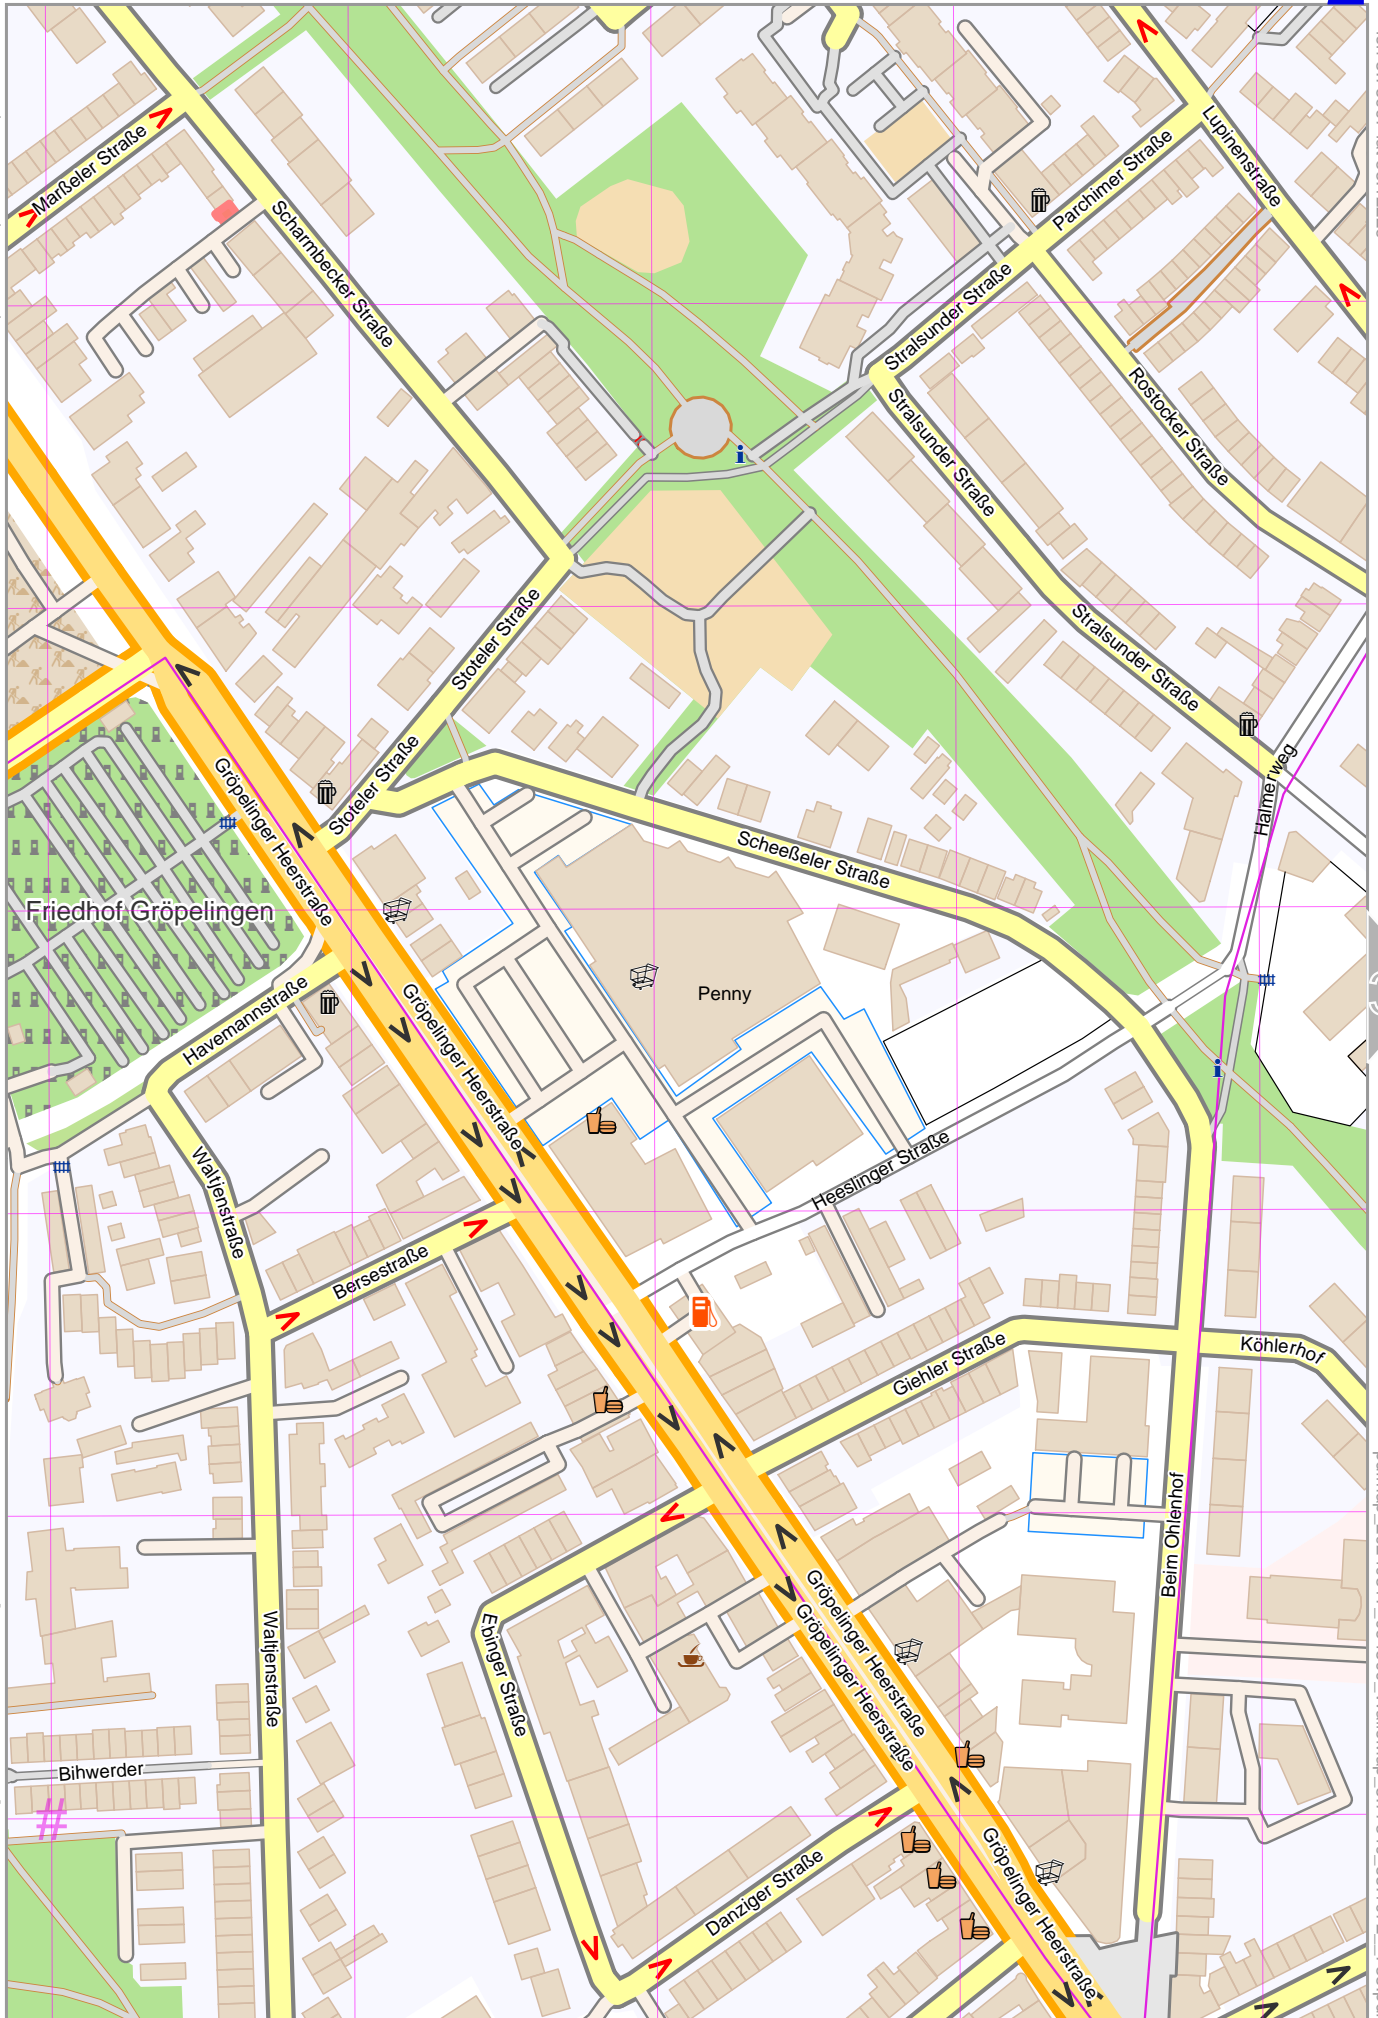 Marßeler Straße
Lupinenstraße
Parchimer Straße
Scharmbecker Straße
Stralsunder Straße
Stralsunder Straße
Rostocker Straße
Stoteler Straße
Stralsunder Straße
Halmerweg
Stoteler Straße
Gröpelinger Heerstraße
Scheeßeler Straße
Friedhof Gröpelingen
Penny
Havemannstraße
Gröpelinger Heerstraße
Waltjenstraße
Heeslinger Straße
Bersestraße
Giehler Straße
Köhlerhof
Beim Ohlenhof
Ebinger Straße
Waltjenstraße
Gröpelinger Heerstraße
Gröpelinger Heerstraße
Bihwerder
#
Danziger Straße
Gröpelinger Heerstraße